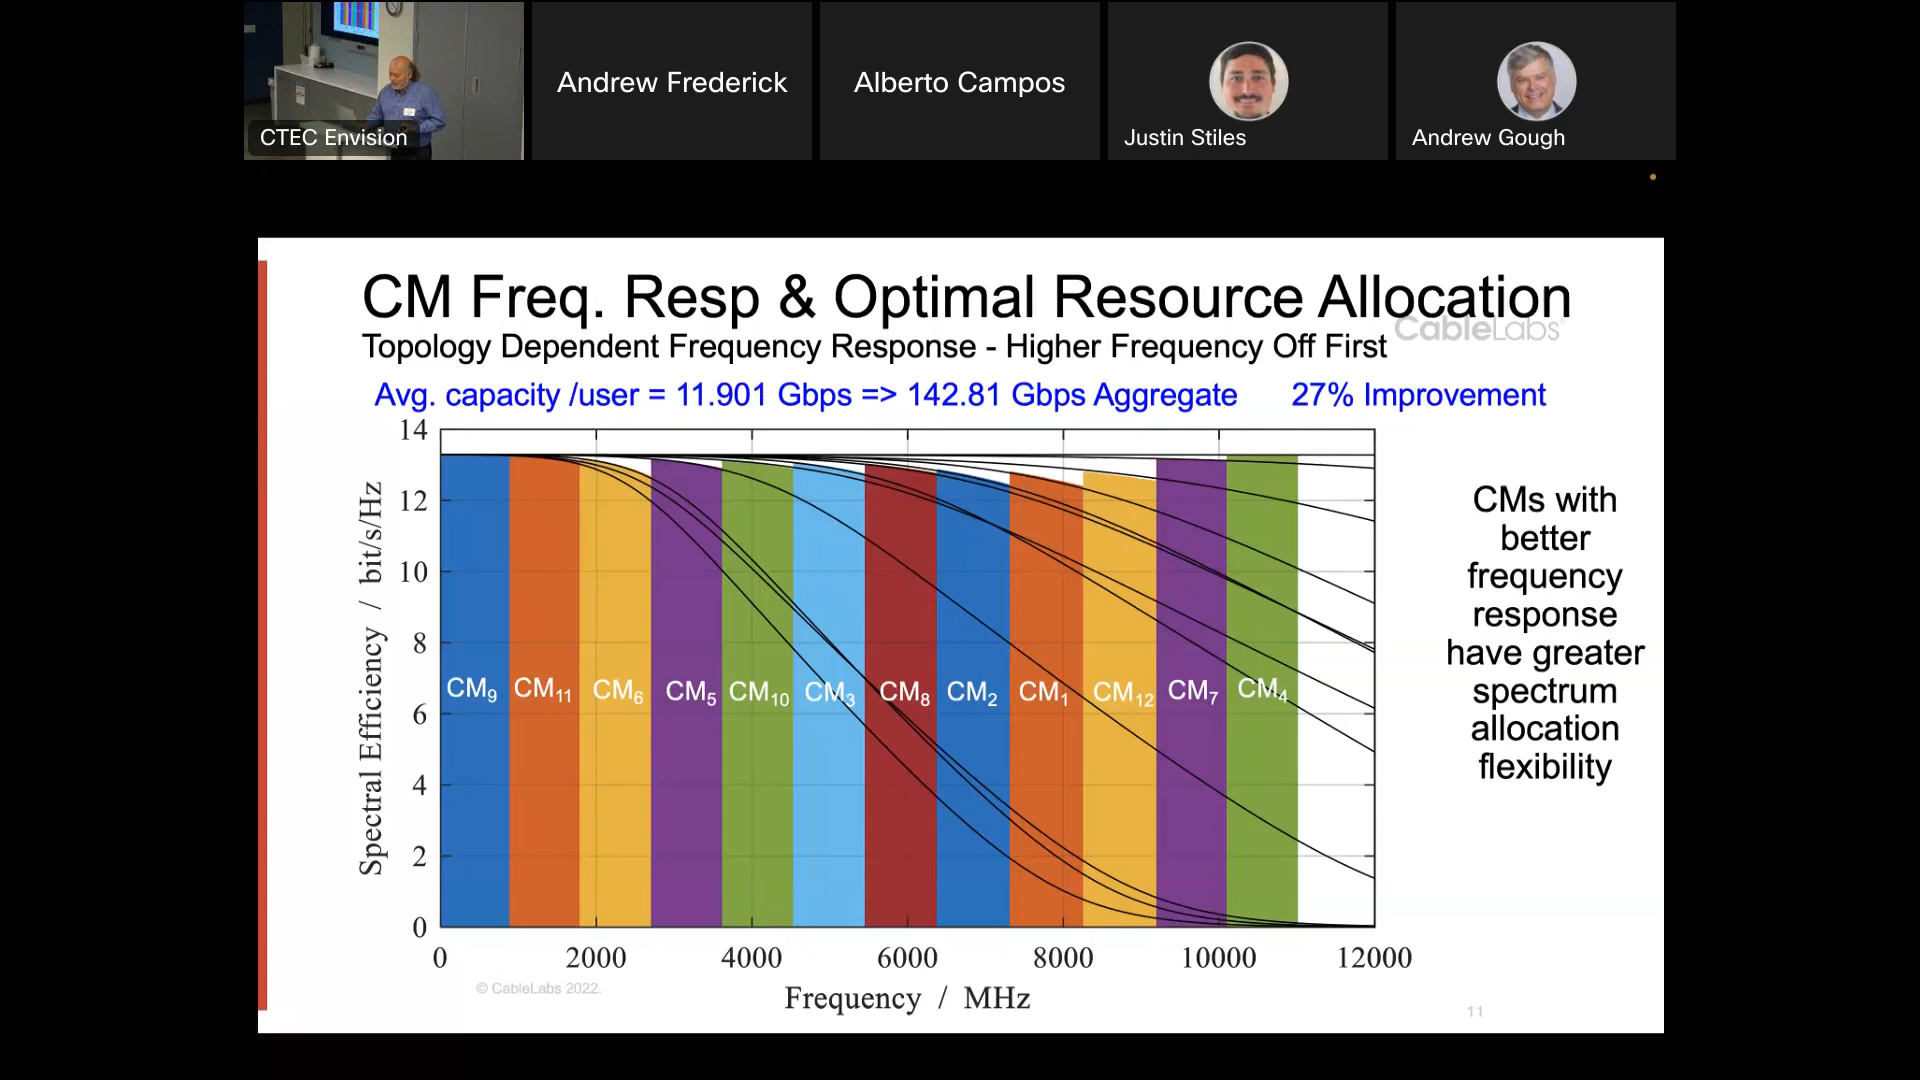 Andrew Frederick
Alberto Campos
CTEC Envision
Justin Stiles
Andrew Gough
CM Freq. Resp & Optimal Resource Allocation
CableLabs
Topology Dependent Frequency Response - Higher Frequency Off First
Avg. capacity /user = 11.901 Gbps => 142.81 Gbps Aggregate 27% Improvement
14
12
10
8
6
4
2
0
Spectral Efficiency / bit/s/Hz
CM9 CM11 CM6 CM5 CM10 CM3 CM8 CM2 CM1 CM12 CM7 CM4
0 2000 4000 6000 8000 10000 12000
Frequency / MHz
CMs with
better
frequency
response
have greater
spectrum
allocation
flexibility
© CableLabs 2022.
11